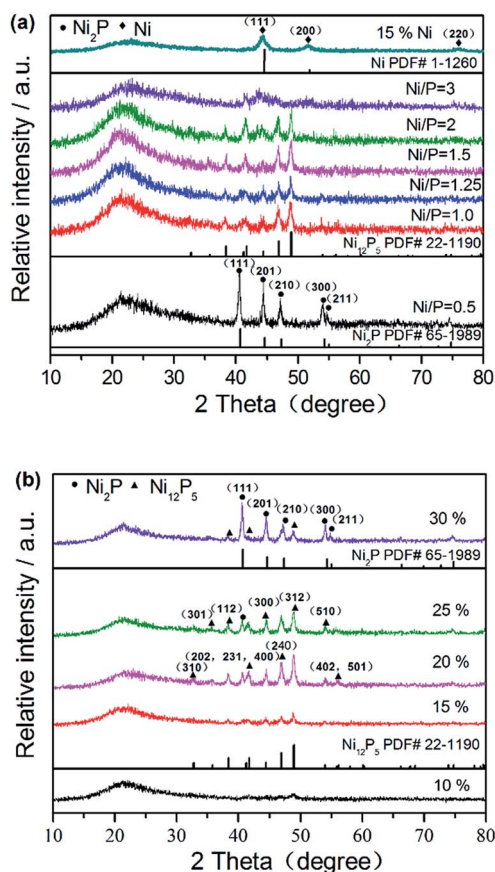 (a)
● Ni₂P ◆ Ni
(111)
(200)
15 % Ni
(220)
Ni PDF# 1-1260
Ni/P=3
Ni/P=2
Ni/P=1.5
Ni/P=1.25
Ni/P=1.0
Ni₁₂P₅ PDF# 22-1190
(111)
(201)
(210)
(300)
(211)
Ni/P=0.5
Ni₂P PDF# 65-1989
10 20 30 40 50 60 70 80
2 Theta（degree）
Relative intensity / a.u.
(b)
● Ni₂P ▲ Ni₁₂P₅
(111)
(201)
(210)
(300)
(211)
30 %
Ni₂P PDF# 65-1989
(301)
(112)
(300)
(312)
(510)
25 %
(202, 231, 400)
(310)
(240)
(402, 501)
20 %
15 %
Ni₁₂P₅ PDF# 22-1190
10 %
10 20 30 40 50 60 70 80
2 Theta（degree）
Relative intensity / a.u.